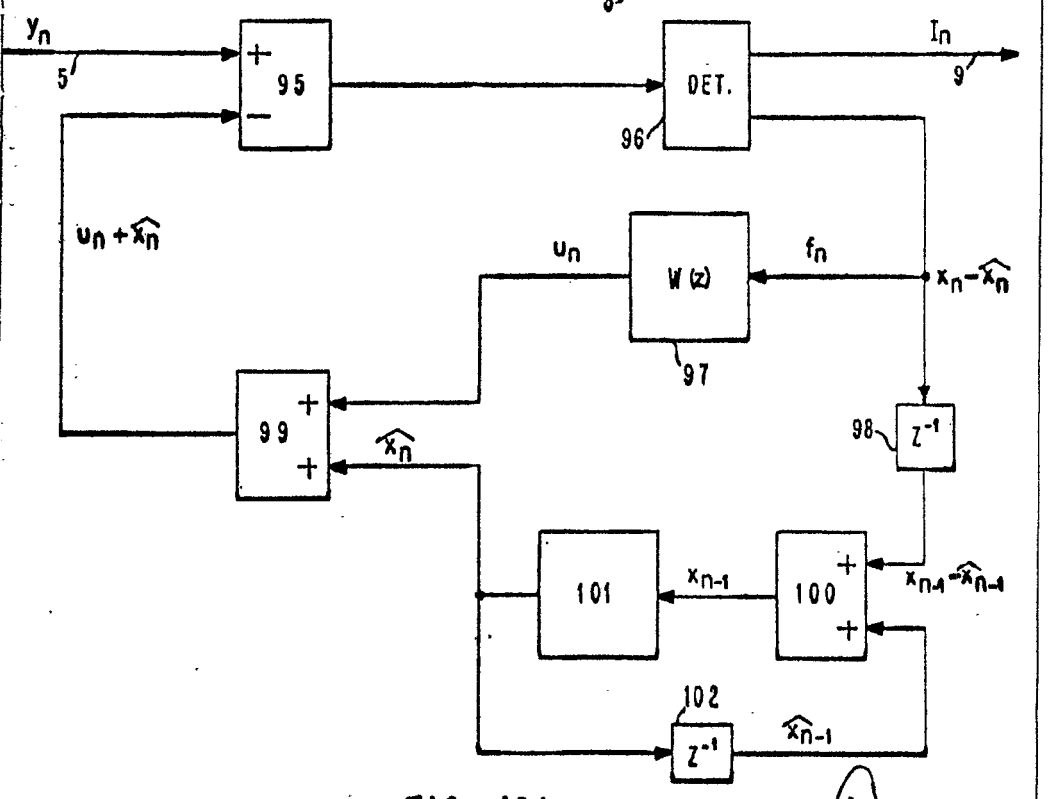 yₙ
Iₙ
+
95
DET.
5
9
−
96
uₙ + x̂ₙ
uₙ
W(z)
fₙ
xₙ − x̂ₙ
97
+
99
98
Z⁻¹
x̂ₙ
+
+
101
xₙ₋₁
100
xₙ₋₁ − x̂ₙ₋₁
+
102
Z⁻¹
x̂ₙ₋₁